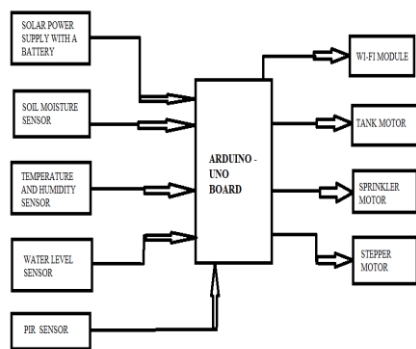 SOLAR POWER
SUPPLY WITH A
BATTERY
SOIL MOISTURE
SENSOR
TEMPERATURE
AND HUMIDITY
SENSOR
WATER LEVEL
SENSOR
PIR SENSOR
ARDUINO -
UNO
BOARD
WI-FI MODULE
TANK MOTOR
SPRINKLER
MOTOR
STEPPER
MOTOR